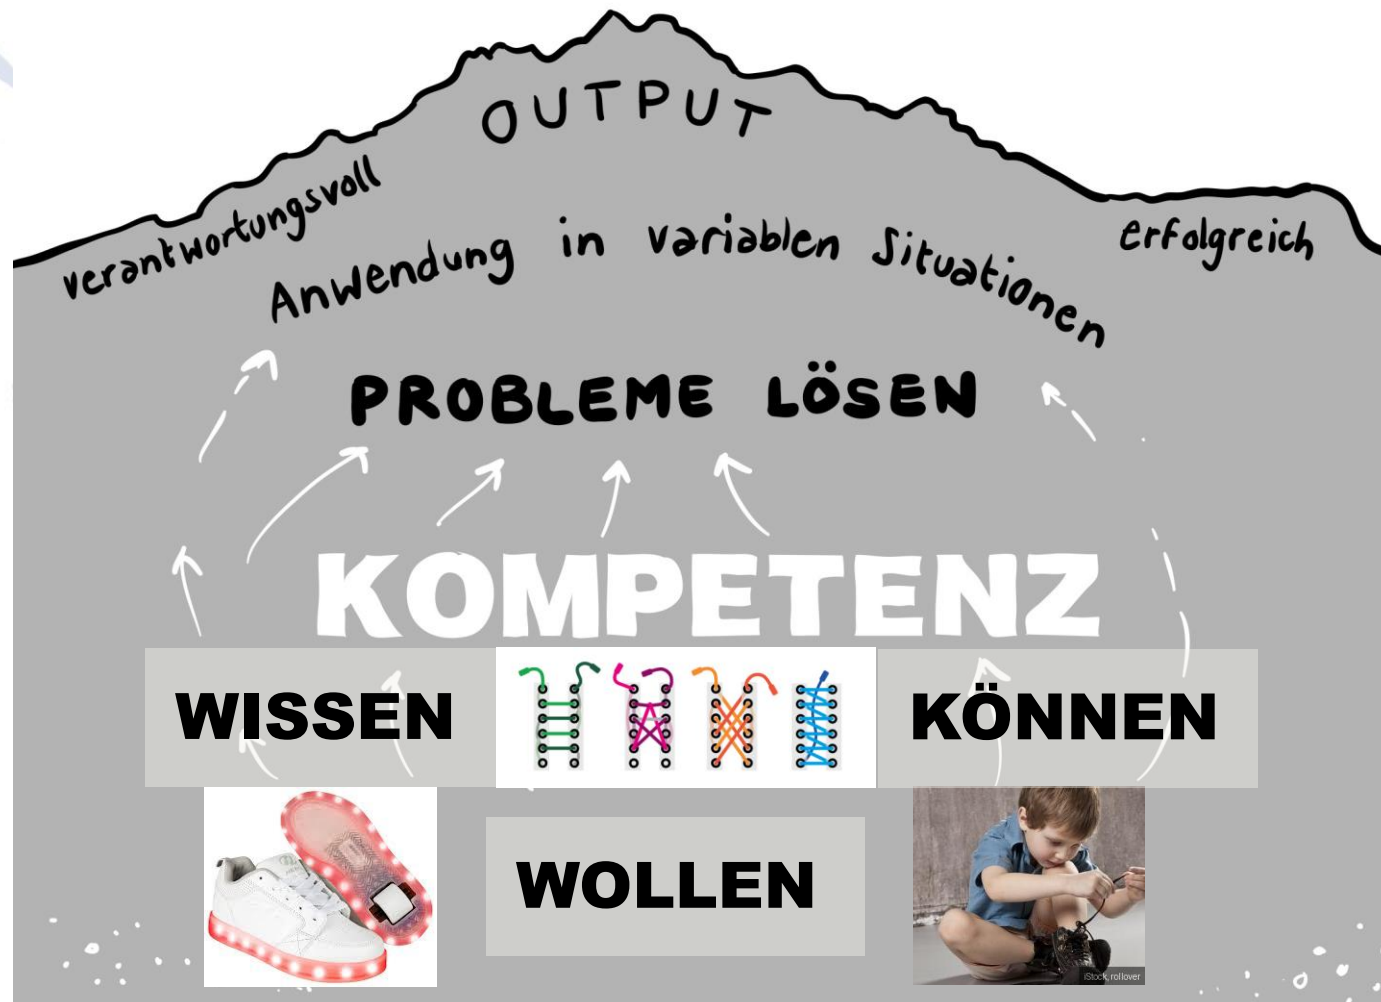 OUTPUT
verantwortungsvoll
Anwendung in variablen Situationen
erfolgreich
PROBLEME LÖSEN
KOMPETENZ
WISSEN
KÖNNEN
WOLLEN
iStock, rollover